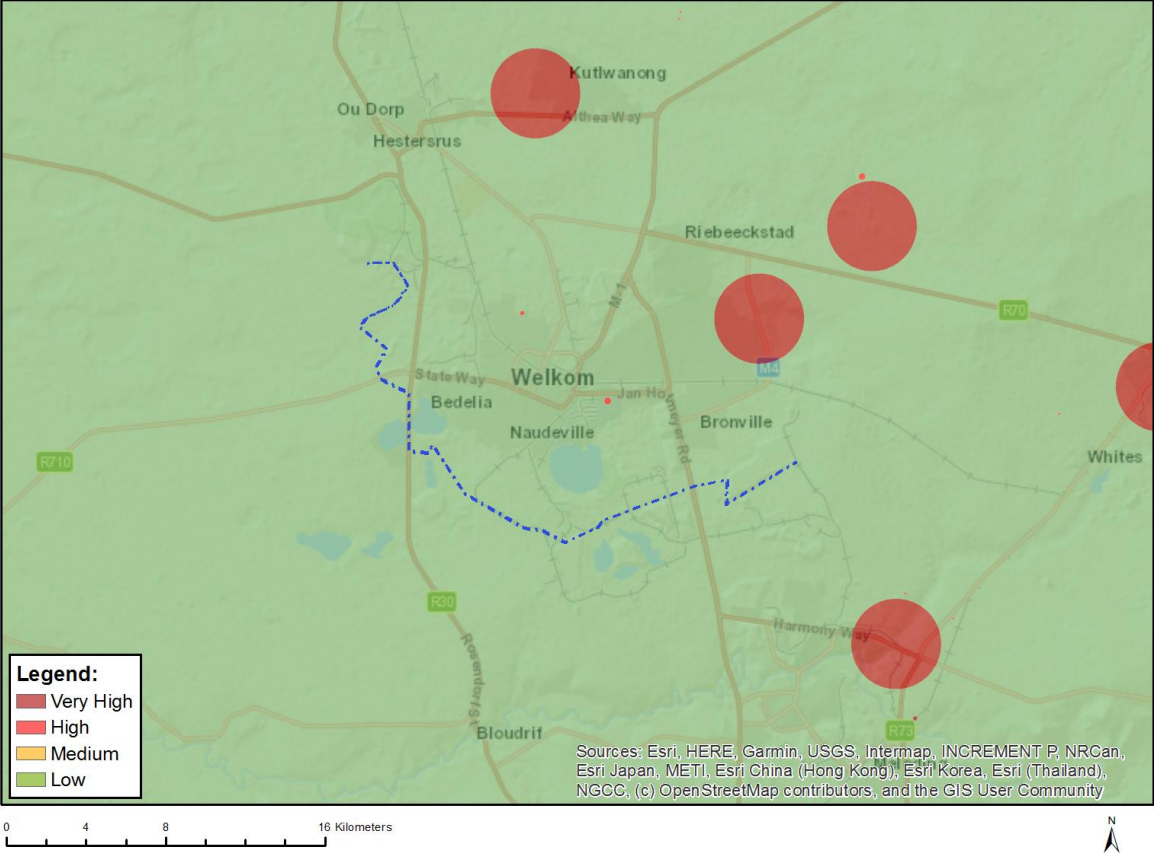 Kutlwanong
Ou Dorp
Althea Way
Hestersrus
Riebeeckstad
M-1
R70
M4
State Way
Welkom
Jan Hofmeyer Rd
Bedelia
Bronville
Naudeville
Whites
R710
R30
Harmony Way
Rosendorf St
Legend:
Very High
High
Medium
Low
Bloudrif
R73
Sources: Esri, HERE, Garmin, USGS, Intermap, INCREMENT P, NRCan,
Esri Japan, METI, Esri China (Hong Kong), Esri Korea, Esri (Thailand),
NGCC, (c) OpenStreetMap contributors, and the GIS User Community
0 4 8 16 Kilometers
N